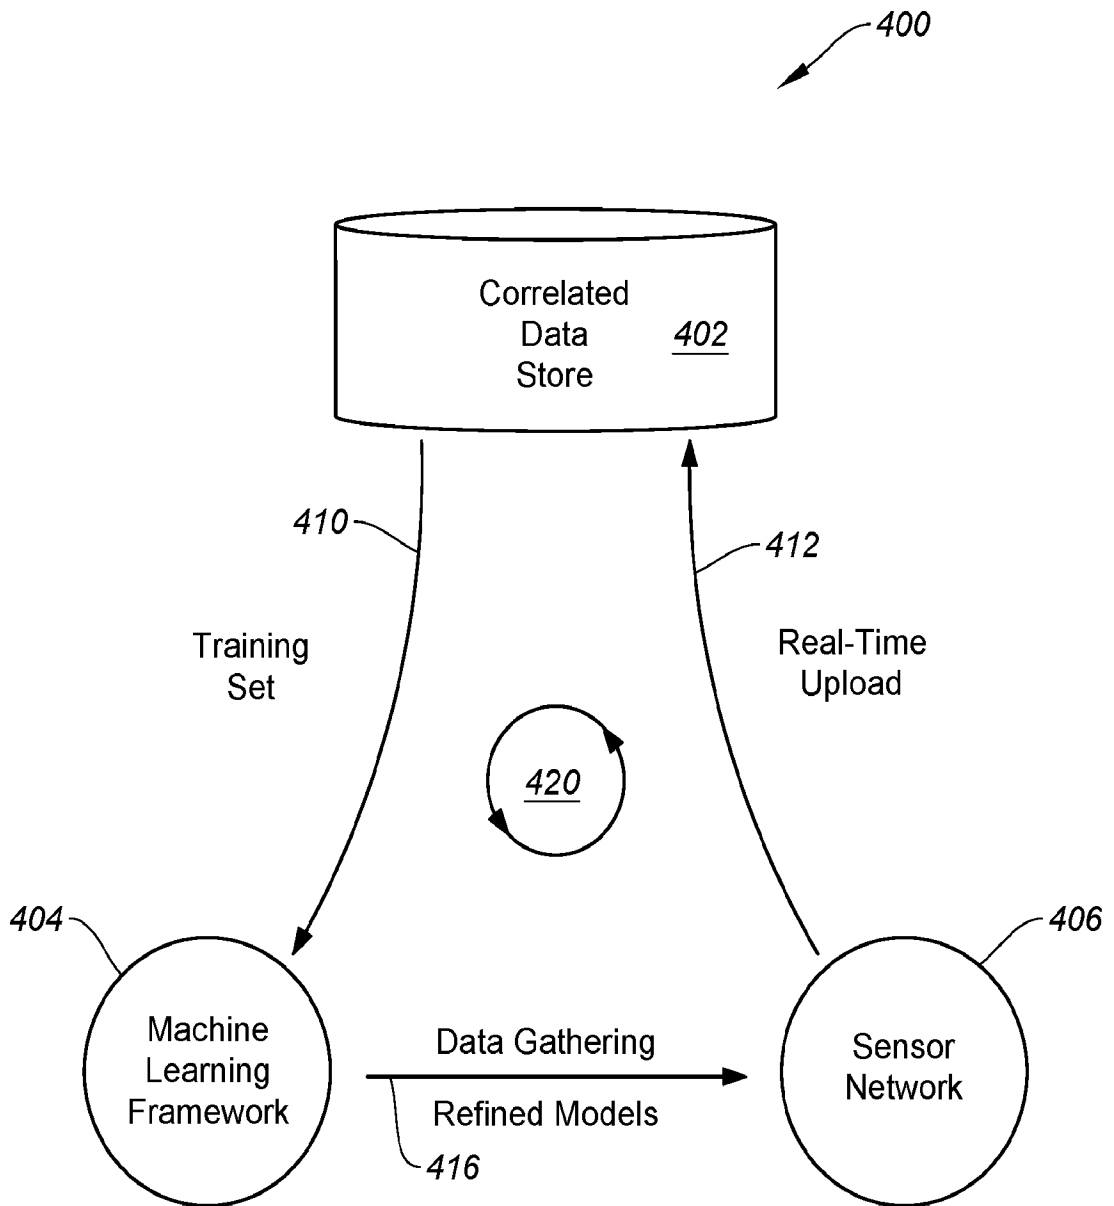 400
Correlated
Data
Store
402
410
412
Training
Set
Real-Time
Upload
420
404
406
Machine
Learning
Framework
Data Gathering
Refined Models
416
Sensor
Network